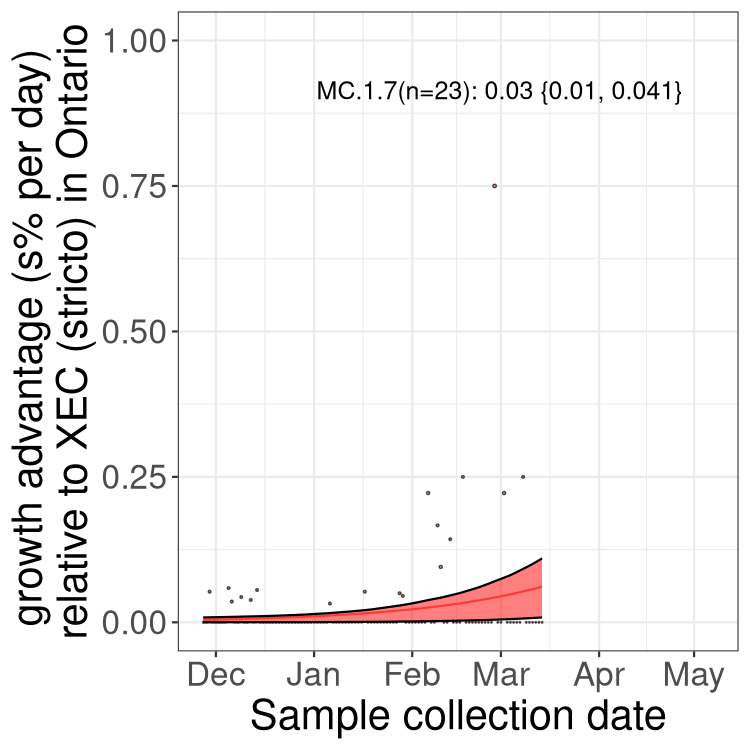 growth advantage (s% per day)
relative to XEC (stricto) in Ontario
1.00
0.75
0.50
0.25
0.00
MC.1.7(n=23): 0.03 {0.01, 0.041}
Dec Jan Feb Mar Apr May
Sample collection date